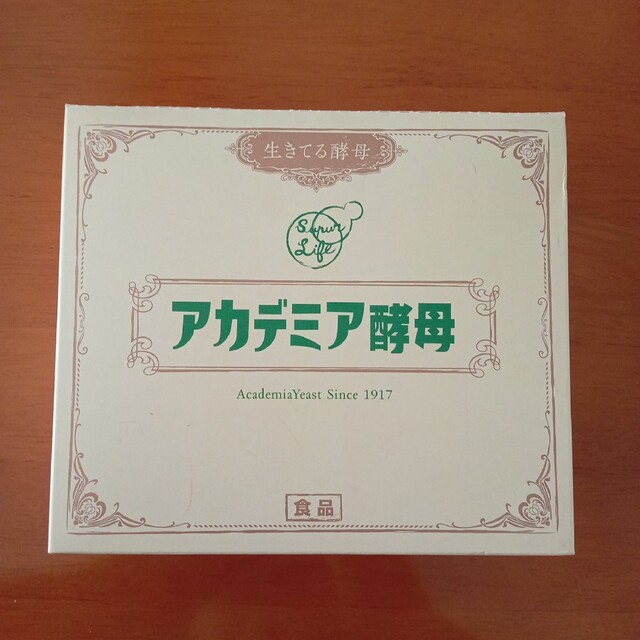 生きてる酵母
Supur
Life
アカデミア酵母
AcademiaYeast Since 1917
食品